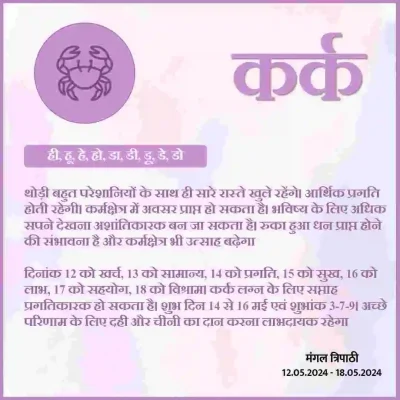 कर्क
ही, हू, हे, हो, डा, डी, डू, डे, डो
थोड़ी बहुत परेशानियों के साथ ही सारे रास्ते खुले रहेंगे। आर्थिक प्रगति
होती रहेगी। कर्मक्षेत्र में अवसर प्राप्त हो सकता है। भविष्य के लिए अधिक
सपने देखना अशांतिकारक बन जा सकता है। रुका हुआ धन प्राप्त होने
की संभावना है और कर्मक्षेत्र भी उत्साह बढ़ेगा
दिनांक 12 को खर्च, 13 को सामान्य, 14 को प्रगति, 15 को सुख, 16 को
लाभ, 17 को सहयोग, 18 को विश्राम। कर्क लग्न के लिए सप्ताह
प्रगतिकारक हो सकता है। शुभ दिन 14 से 16 मई एवं शुभांक 3-7-9। अच्छे
परिणाम के लिए दही और चीनी का दान करना लाभदायक रहेगा
मंगल त्रिपाठी
12.05.2024 - 18.05.2024